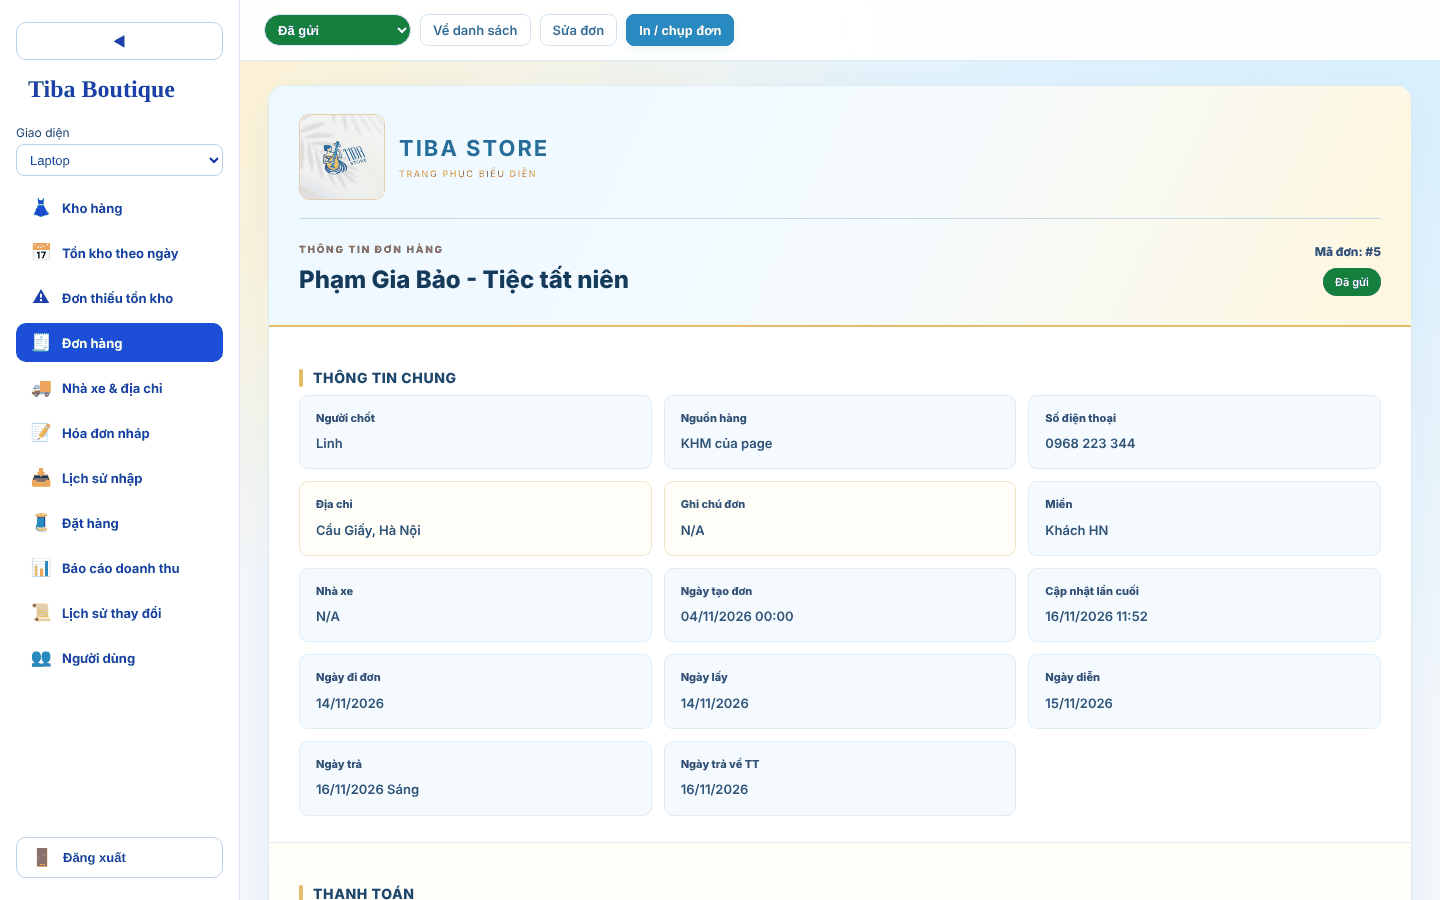 ◀
Tiba Boutique
Giao diện
Laptop
Kho hàng
Tồn kho theo ngày
Đơn thiếu tồn kho
Đơn hàng
Nhà xe & địa chỉ
Hóa đơn nháp
Lịch sử nhập
Đặt hàng
Báo cáo doanh thu
Lịch sử thay đổi
Người dùng
Đăng xuất
Đã gửi
Về danh sách
Sửa đơn
In / chụp đơn
TIBA STORE
TIBA STORE
TRANG PHỤC BIỂU DIỄN
THÔNG TIN ĐƠN HÀNG
Phạm Gia Bảo - Tiệc tất niên
Mã đơn: #5
Đã gửi
THÔNG TIN CHUNG
Người chốt
Linh
Nguồn hàng
KHM của page
Số điện thoại
0968 223 344
Địa chỉ
Cầu Giấy, Hà Nội
Ghi chú đơn
N/A
Miền
Khách HN
Nhà xe
N/A
Ngày tạo đơn
04/11/2026 00:00
Cập nhật lần cuối
16/11/2026 11:52
Ngày đi đơn
14/11/2026
Ngày lấy
14/11/2026
Ngày diễn
15/11/2026
Ngày trả
16/11/2026 Sáng
Ngày trả về TT
16/11/2026
THANH TOÁN